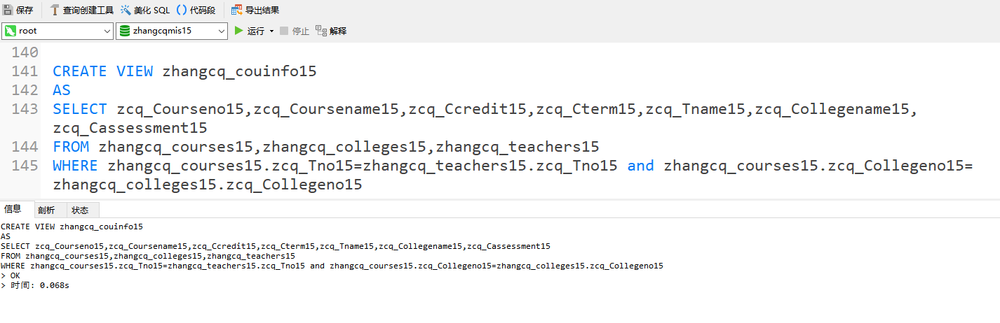 保存 查询创建工具 美化 SQL () 代码段 导出结果
root zhangcqmis15 运行 停止 解释
140
141 CREATE VIEW zhangcq_couinfo15
142 AS
143 SELECT zcq_Courseno15,zcq_Coursename15,zcq_Ccredit15,zcq_Cterm15,zcq_Tname15,zcq_Collegename15,
zcq_Cassessment15
144 FROM zhangcq_courses15,zhangcq_colleges15,zhangcq_teachers15
145 WHERE zhangcq_courses15.zcq_Tno15=zhangcq_teachers15.zcq_Tno15 and zhangcq_courses15.zcq_Collegeno15=
zhangcq_colleges15.zcq_Collegeno15
信息 剖析 状态
CREATE VIEW zhangcq_couinfo15
AS
SELECT zcq_Courseno15,zcq_Coursename15,zcq_Ccredit15,zcq_Cterm15,zcq_Tname15,zcq_Collegename15,zcq_Cassessment15
FROM zhangcq_courses15,zhangcq_colleges15,zhangcq_teachers15
WHERE zhangcq_courses15.zcq_Tno15=zhangcq_teachers15.zcq_Tno15 and zhangcq_courses15.zcq_Collegeno15=zhangcq_colleges15.zcq_Collegeno15
> OK
> 时间: 0.068s